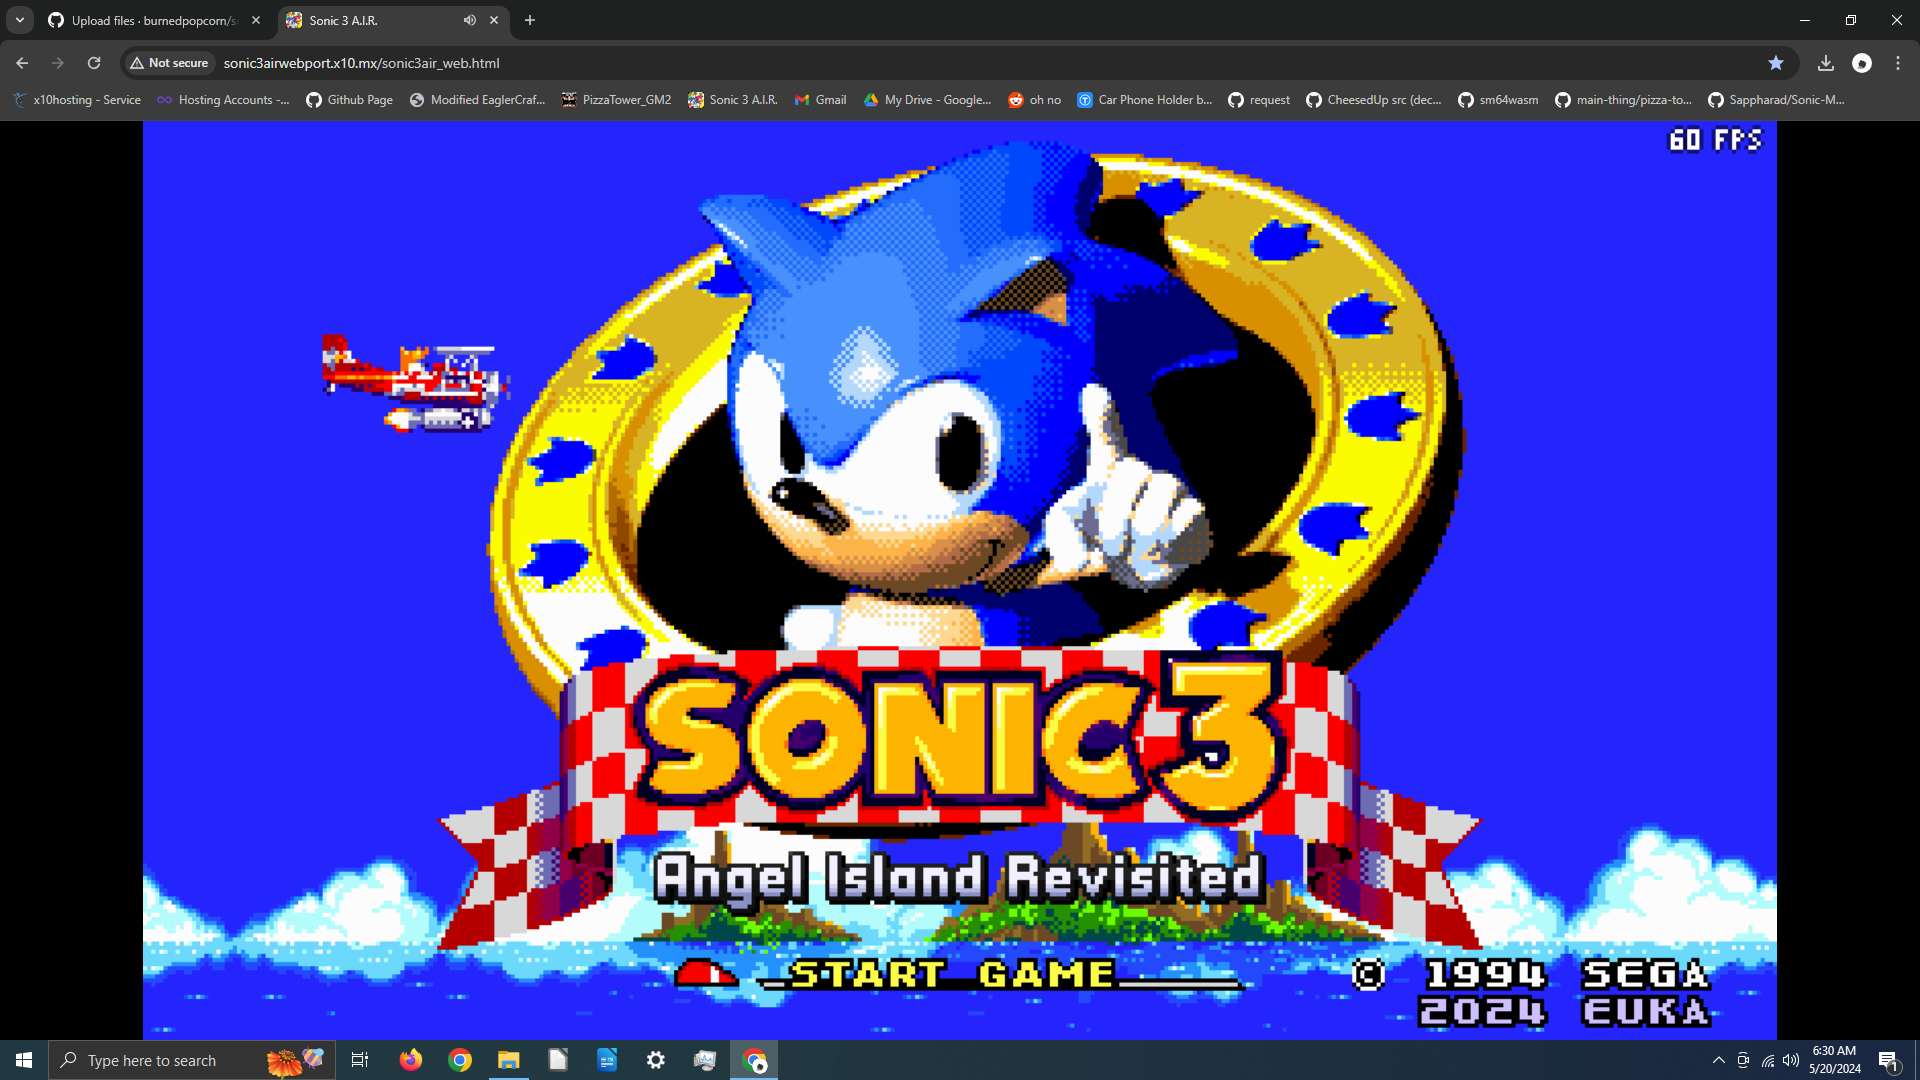 Upload files · burnedpopcorn/s
Sonic 3 A.I.R.
Not secure
sonic3airwebport.x10.mx/sonic3air_web.html
x10hosting - Service
Hosting Accounts -...
Github Page
Modified EaglerCraf...
PizzaTower_GM2
Sonic 3 A.I.R.
Gmail
My Drive - Google...
oh no
Car Phone Holder b...
request
CheesedUp src (dec...
sm64wasm
main-thing/pizza-to...
Sappharad/Sonic-M...
60 FPS
SONIC 3
Angel Island Revisited
START GAME
© 1994 SEGA
2024 EUKA
Type here to search
6:30 AM
5/20/2024
1